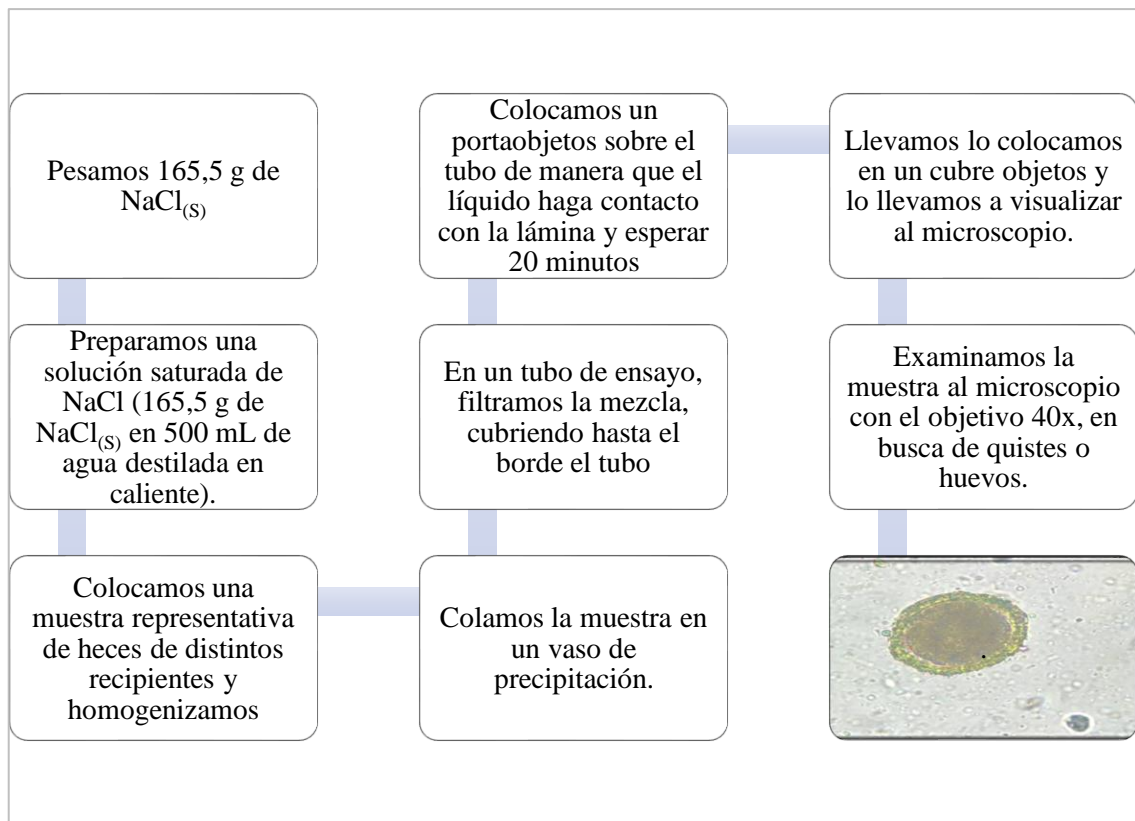 Pesamos 165,5 g de
NaCl(S)
Preparamos una
solución saturada de
NaCl (165,5 g de
NaCl(S) en 500 mL de
agua destilada en
caliente).
Colocamos una
muestra representativa
de heces de distintos
recipientes y
homogenizamos
Colamos la muestra en
un vaso de
precipitación.
En un tubo de ensayo,
filtramos la mezcla,
cubriendo hasta el
borde el tubo
Colocamos un
portaobjetos sobre el
tubo de manera que el
líquido haga contacto
con la lámina y esperar
20 minutos
Llevamos lo colocamos
en un cubre objetos y
lo llevamos a visualizar
al microscopio.
Examinamos la
muestra al microscopio
con el objetivo 40x, en
busca de quistes o
huevos.